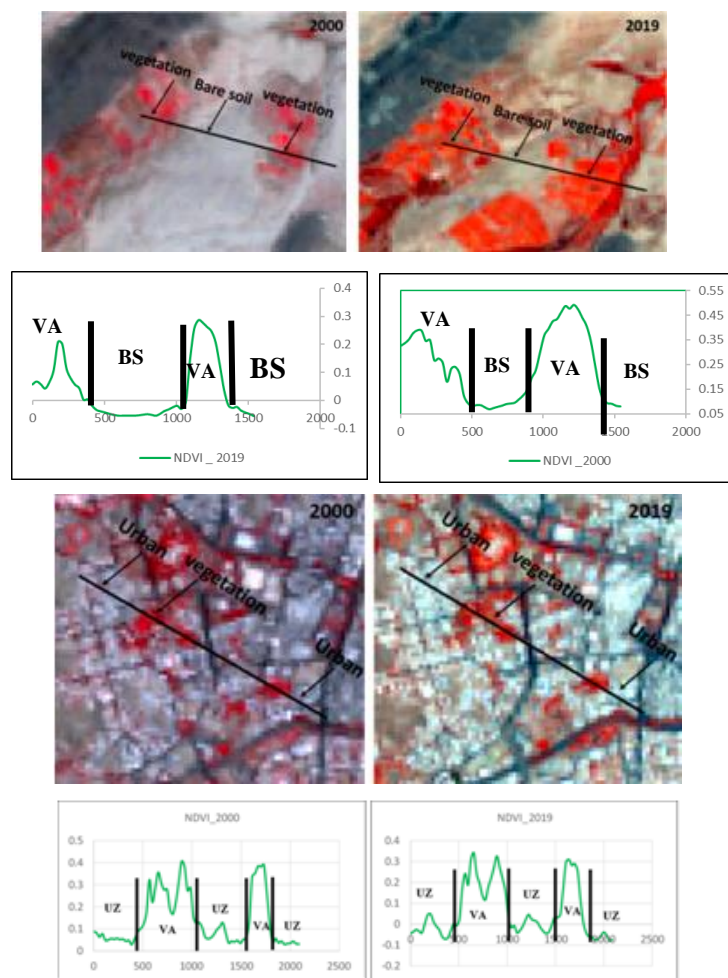 2000
vegetation
Bare soil
vegetation
2019
vegetation
Bare soil
vegetation
0.4
0.3
0.2
0.1
0
-0.1
0 500 1000 1500 2000
VA
BS
VA
BS
NDVI _ 2019
0.55
0.45
0.35
0.25
0.15
0.05
0 500 1000 1500 2000
VA
BS
VA
BS
NDVI _2000
2000
Urban
vegetation
Urban
2019
Urban
vegetation
Urban
NDVI_2000
0.5
0.4
0.3
0.2
0.1
0
0 500 1000 1500 2000 2500
UZ
VA
UZ
VA
UZ
NDVI_2019
0.4
0.3
0.2
0.1
0
-0.1
-0.2
0 500 1000 1500 2000 2500
UZ
VA
UZ
VA
UZ